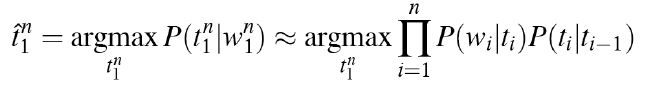 t̂₁ⁿ = argmax_{t₁ⁿ} P(t₁ⁿ|w₁ⁿ) ≈ argmax_{t₁ⁿ} ∏_{i=1}^{n} P(wᵢ|tᵢ)P(tᵢ|tᵢ₋₁)